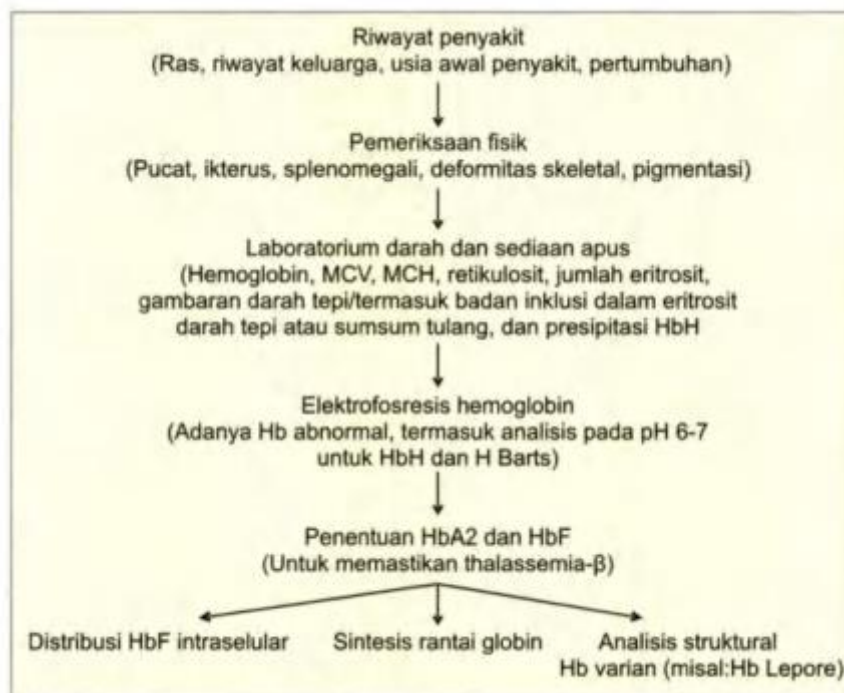 Riwayat penyakit
(Ras, riwayat keluarga, usia awal penyakit, pertumbuhan)
Pemeriksaan fisik
(Pucat, ikterus, splenomegali, deformitas skeletal, pigmentasi)
Laboratorium darah dan sediaan apus
(Hemoglobin, MCV, MCH, retikulosit, jumlah eritrosit,
gambaran darah tepi/termasuk badan inklusi dalam eritrosit
darah tepi atau sumsum tulang, dan presipitasi HbH
Elektrofosresis hemoglobin
(Adanya Hb abnormal, termasuk analisis pada pH 6-7
untuk HbH dan H Barts)
Penentuan HbA2 dan HbF
(Untuk memastikan thalassemia-β)
Distribusi HbF intraselular
Sintesis rantai globin
Analisis struktural
Hb varian (misal:Hb Lepore)